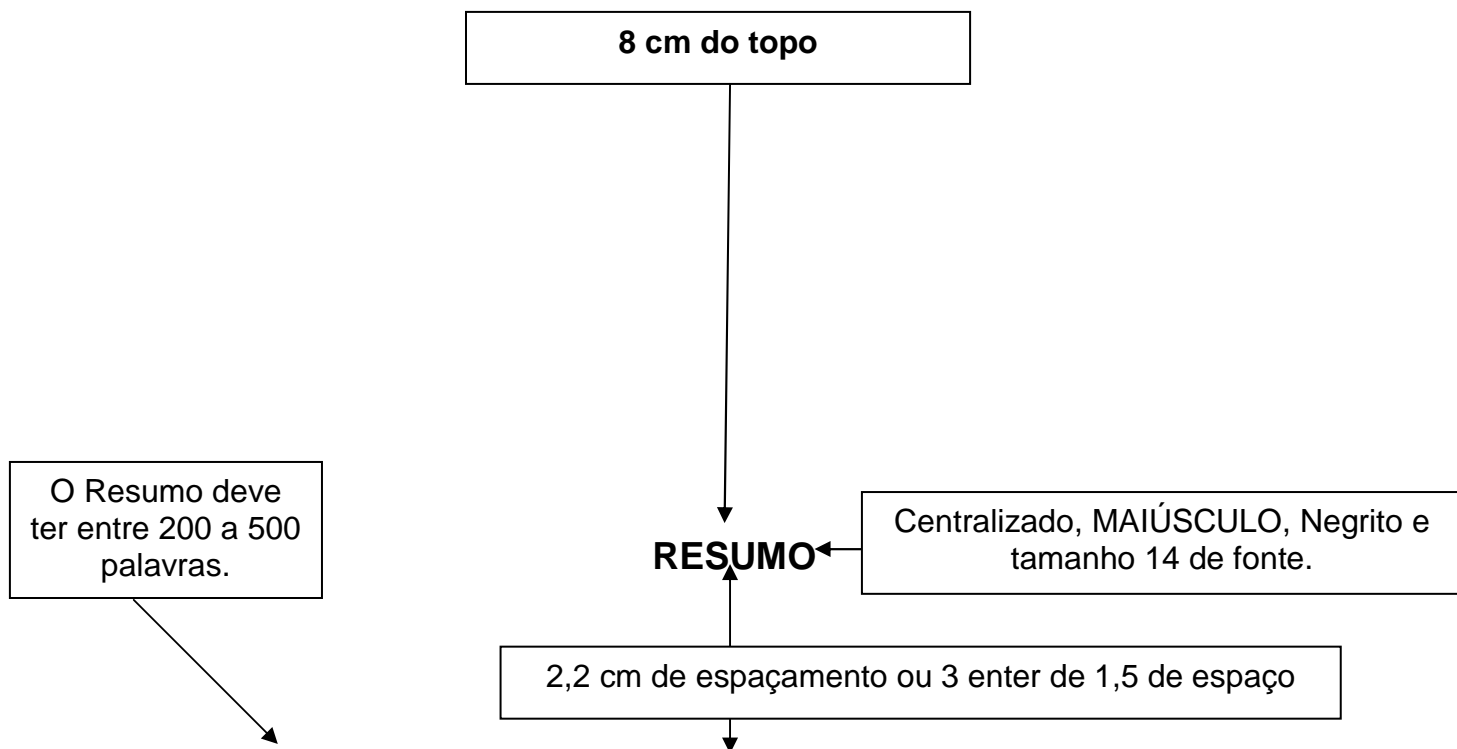 8 cm do topo
O Resumo deve
ter entre 200 a 500
palavras.
RESUMO
Centralizado, MAIÚSCULO, Negrito e
tamanho 14 de fonte.
2,2 cm de espaçamento ou 3 enter de 1,5 de espaço